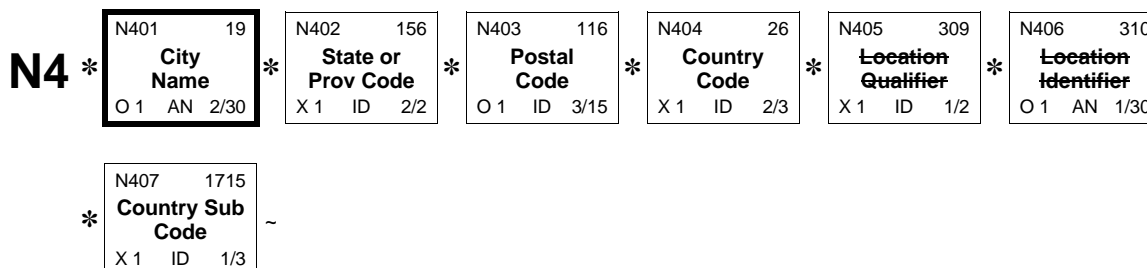 N401 19 N402 156 N403 116 N404 26 N405 309 N406 310
N4 * City Name * State or Prov Code * Postal Code * Country Code * Location Qualifier * Location Identifier
O 1 AN 2/30 X 1 ID 2/2 O 1 ID 3/15 X 1 ID 2/3 X 1 ID 1/2 O 1 AN 1/30
N407 1715
* Country Sub Code ~
X 1 ID 1/3